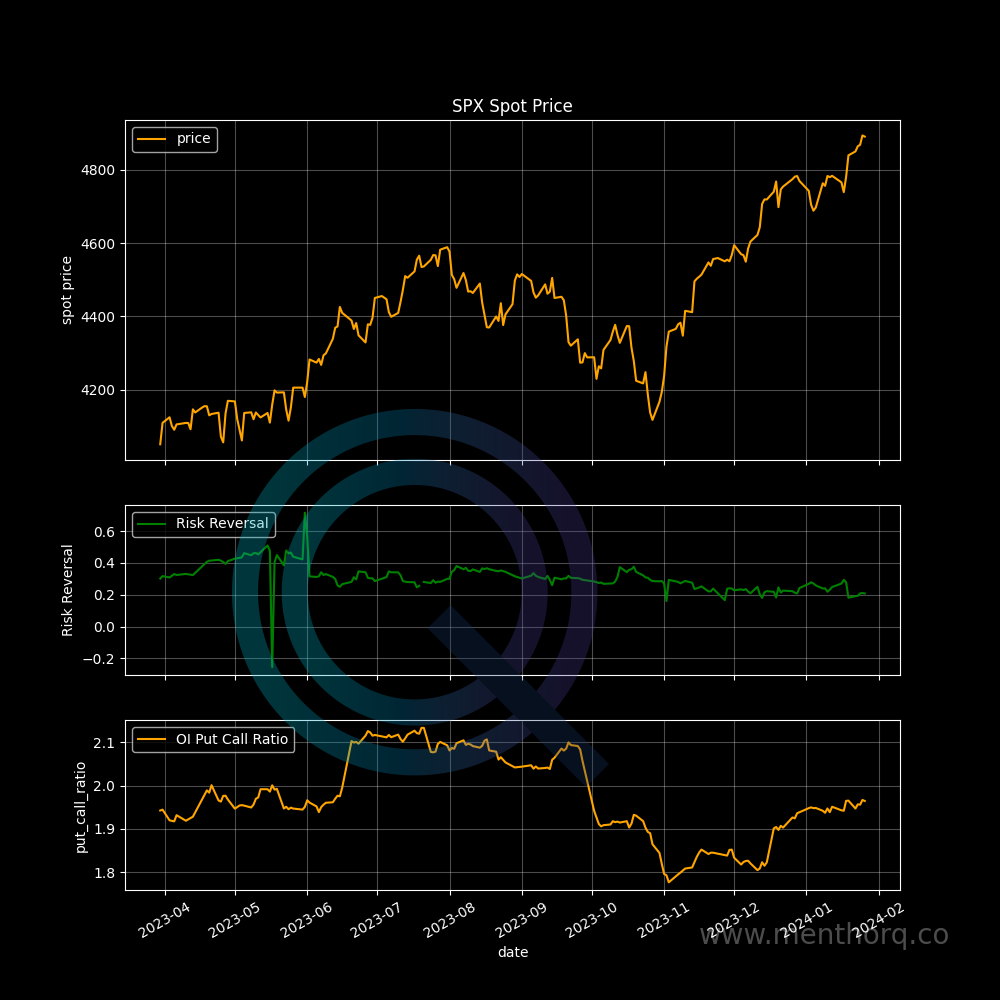 SPX Spot Price
price
4800
4600
4400
4200
spot price
Risk Reversal
0.6
0.4
0.2
0.0
−0.2
Risk Reversal
OI Put Call Ratio
2.1
2.0
1.9
1.8
put_call_ratio
2023-04 2023-05 2023-06 2023-07 2023-08 2023-09 2023-10 2023-11 2023-12 2024-01 2024-02
date
www.menthorq.co